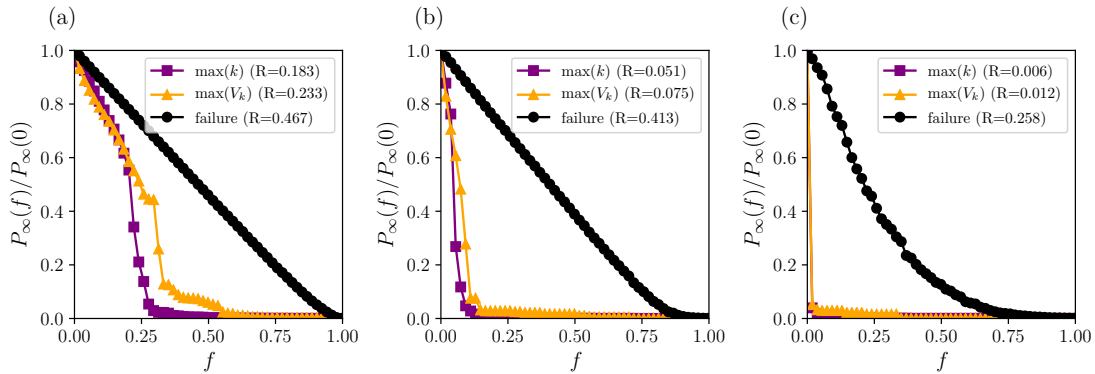 (a)
1.0
0.8
0.6
0.4
0.2
0.0
P∞(f)/P∞(0)
max(k) (R=0.183)
max(Vk) (R=0.233)
failure (R=0.467)
0.00 0.25 0.50 0.75 1.00
f
(b)
1.0
0.8
0.6
0.4
0.2
0.0
P∞(f)/P∞(0)
max(k) (R=0.051)
max(Vk) (R=0.075)
failure (R=0.413)
0.00 0.25 0.50 0.75 1.00
f
(c)
1.0
0.8
0.6
0.4
0.2
0.0
P∞(f)/P∞(0)
max(k) (R=0.006)
max(Vk) (R=0.012)
failure (R=0.258)
0.00 0.25 0.50 0.75 1.00
f